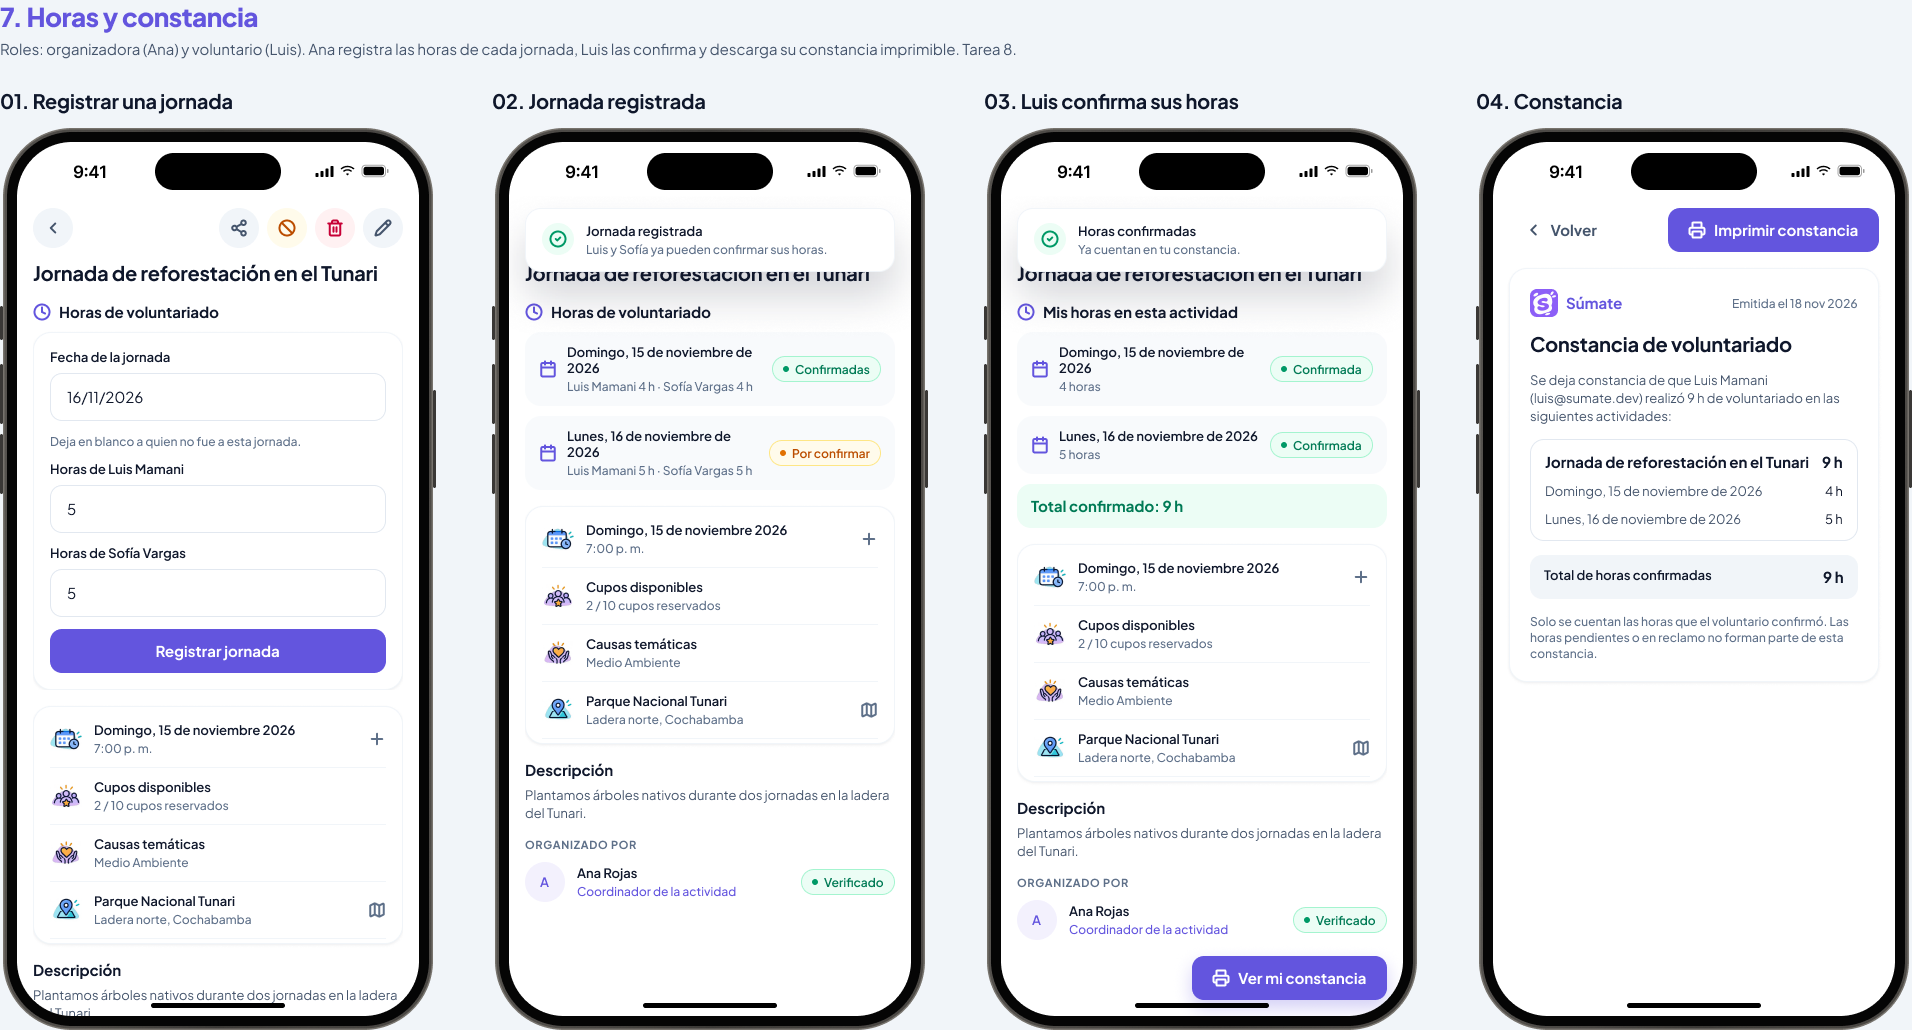 7. Horas y constancia
Roles: organizadora (Ana) y voluntario (Luis). Ana registra las horas de cada jornada, Luis las confirma y descarga su constancia imprimible. Tarea 8.
01. Registrar una jornada
9:41
Jornada de reforestación en el Tunari
Horas de voluntariado
Fecha de la jornada
16/11/2026
Deja en blanco a quien no fue a esta jornada.
Horas de Luis Mamani
5
Horas de Sofía Vargas
5
Registrar jornada
Domingo, 15 de noviembre 2026
7:00 p. m.
Cupos disponibles
2 / 10 cupos reservados
Causas temáticas
Medio Ambiente
Parque Nacional Tunari
Ladera norte, Cochabamba
Descripción
Plantamos árboles nativos durante dos jornadas en la ladera
del Tunari.
02. Jornada registrada
9:41
Jornada registrada
Luis y Sofía ya pueden confirmar sus horas.
Jornada de reforestación en el Tunari
Horas de voluntariado
Domingo, 15 de noviembre de
2026
Luis Mamani 4 h · Sofía Vargas 4 h
Confirmadas
Lunes, 16 de noviembre de
2026
Luis Mamani 5 h · Sofía Vargas 5 h
Por confirmar
Domingo, 15 de noviembre 2026
7:00 p. m.
Cupos disponibles
2 / 10 cupos reservados
Causas temáticas
Medio Ambiente
Parque Nacional Tunari
Ladera norte, Cochabamba
Descripción
Plantamos árboles nativos durante dos jornadas en la ladera
del Tunari.
ORGANIZADO POR
A
Ana Rojas
Coordinador de la actividad
Verificado
03. Luis confirma sus horas
9:41
Horas confirmadas
Ya cuentan en tu constancia.
Jornada de reforestación en el Tunari
Mis horas en esta actividad
Domingo, 15 de noviembre de
2026
4 horas
Confirmada
Lunes, 16 de noviembre de 2026
5 horas
Confirmada
Total confirmado: 9 h
Domingo, 15 de noviembre 2026
7:00 p. m.
Cupos disponibles
2 / 10 cupos reservados
Causas temáticas
Medio Ambiente
Parque Nacional Tunari
Ladera norte, Cochabamba
Descripción
Plantamos árboles nativos durante dos jornadas en la ladera
del Tunari.
ORGANIZADO POR
A
Ana Rojas
Coordinador de la actividad
Verificado
Ver mi constancia
04. Constancia
9:41
Volver
Imprimir constancia
S
Súmate
Emitida el 18 nov 2026
Constancia de voluntariado
Se deja constancia de que Luis Mamani
(luis@sumate.dev) realizó 9 h de voluntariado en las
siguientes actividades:
Jornada de reforestación en el Tunari 9 h
Domingo, 15 de noviembre de 2026 4 h
Lunes, 16 de noviembre de 2026 5 h
Total de horas confirmadas 9 h
Solo se cuentan las horas que el voluntario confirmó. Las
horas pendientes o en reclamo no forman parte de esta
constancia.